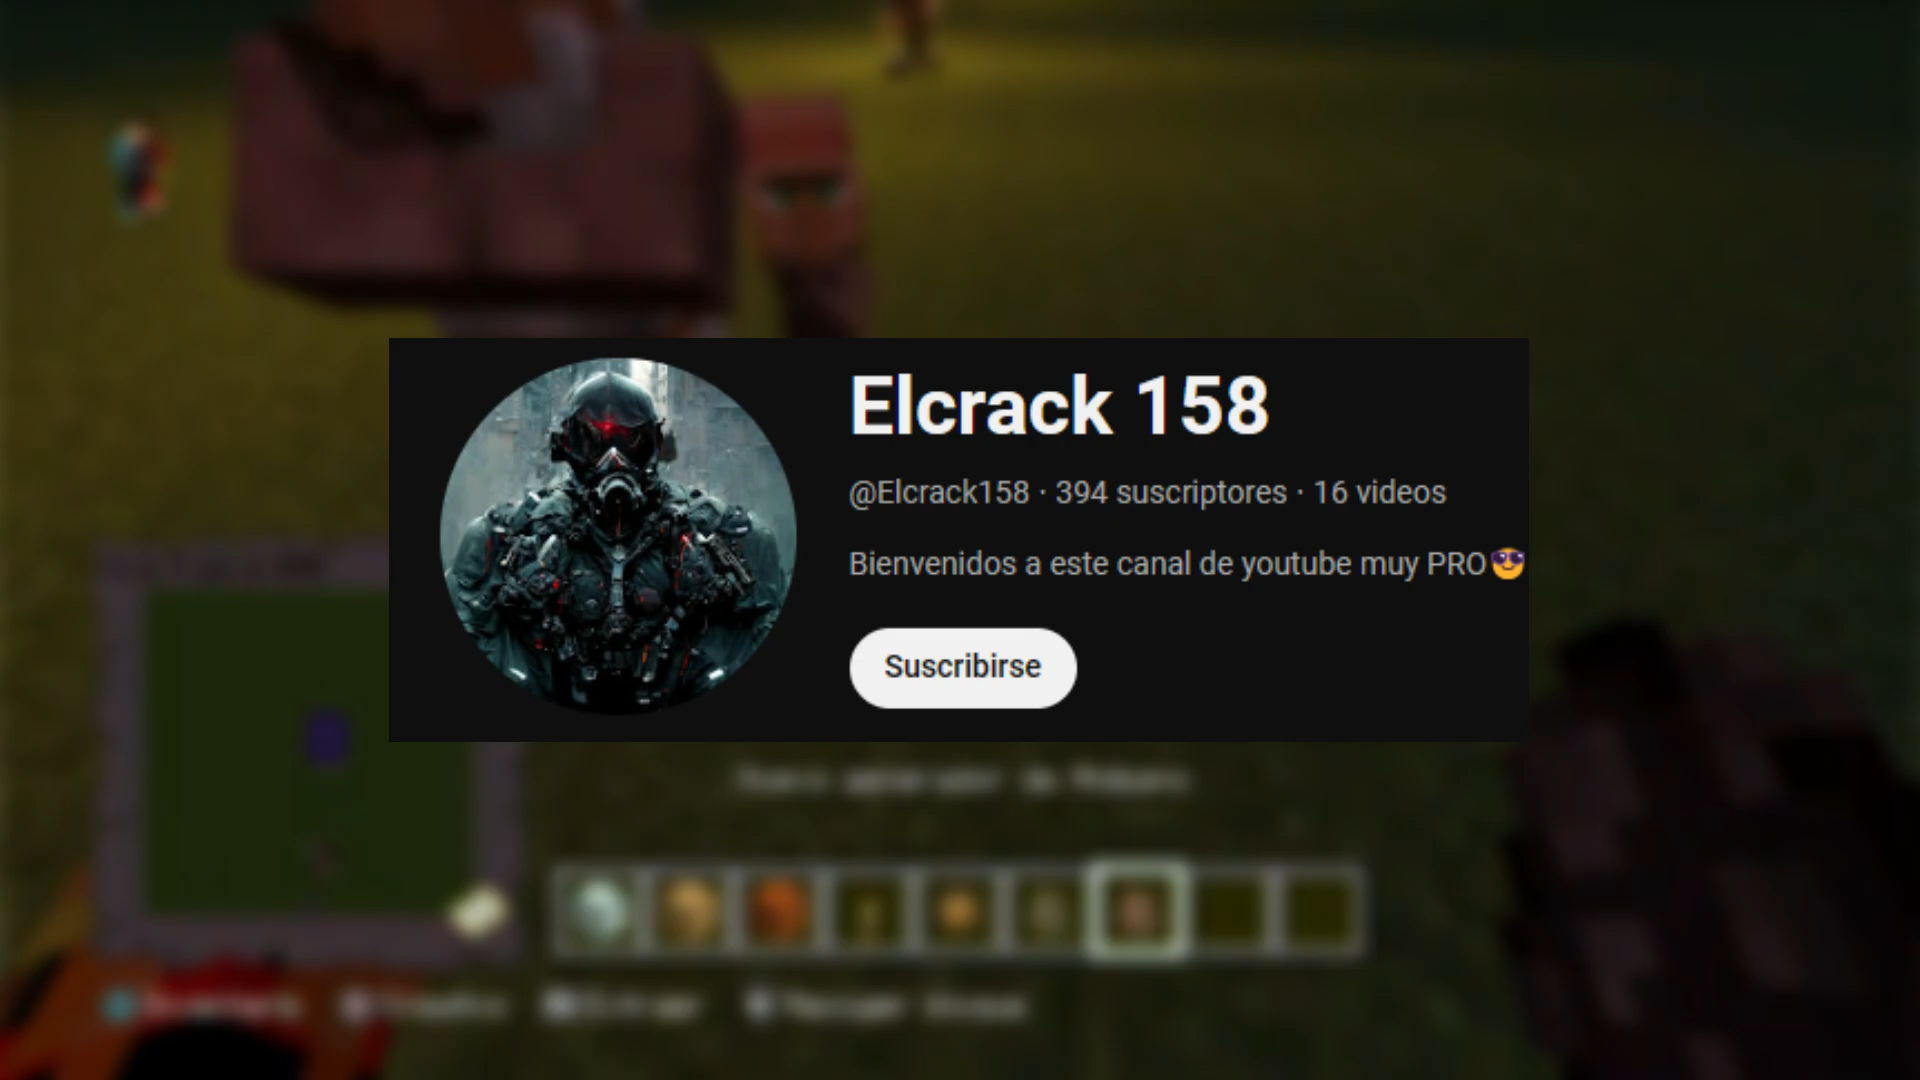 Elcrack 158
@Elcrack158 · 394 suscriptores · 16 videos
Bienvenidos a este canal de youtube muy PRO😎
Suscribirse